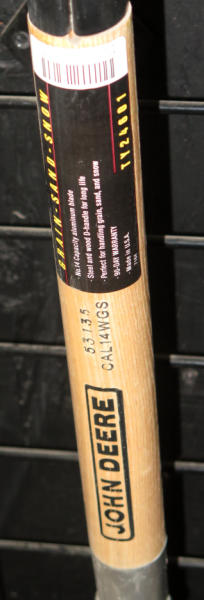 GRAIN · SAND · SNOW
· No. 14 Capacity aluminum blade
· Steel and wood D-handle for long life
· Perfect for handling grain, sand, and snow
· 90-DAY WARRANTY
· Made in U.S.A.
TY24601
53135
CAL14WGS
JOHN DEERE